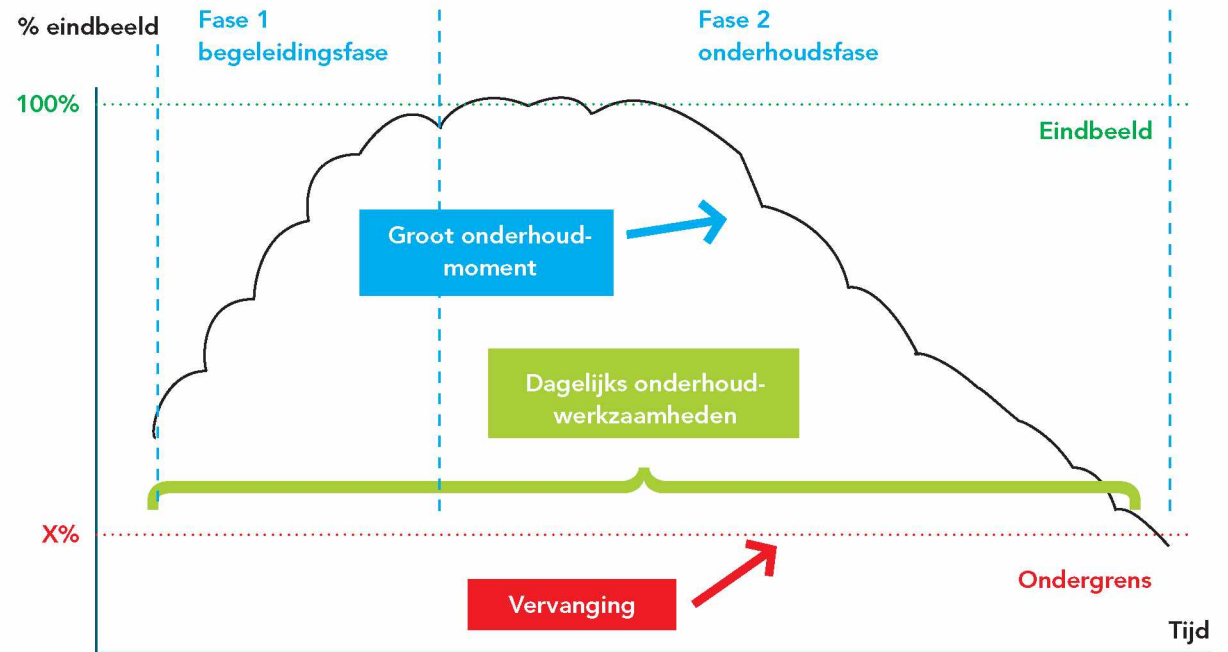 % eindbeeld
Fase 1
begeleidingsfase
Fase 2
onderhoudsfase
100%
Eindbeeld
Groot onderhoud-
moment
Dagelijks onderhoud-
werkzaamheden
X%
Ondergrens
Vervanging
Tijd